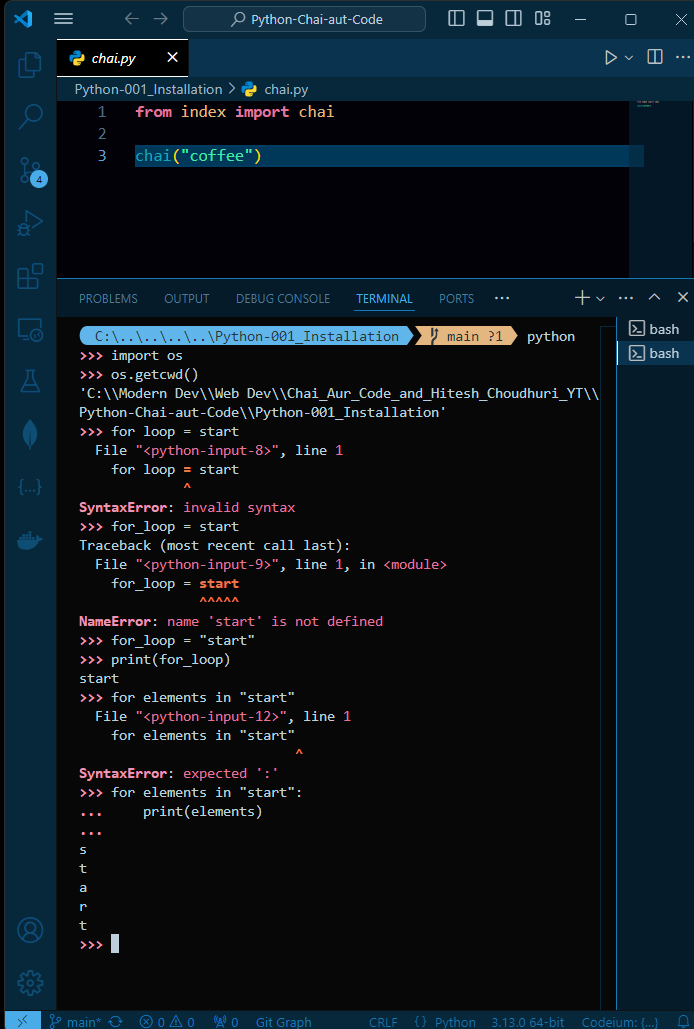 Python-Chai-aut-Code
chai.py
Python-001_Installation > chai.py
1 from index import chai
2
3 chai("coffee")
4
PROBLEMS OUTPUT DEBUG CONSOLE TERMINAL PORTS
C:\..\..\..\..\Python-001_Installation main ?1 python
bash
bash
>>> import os
>>> os.getcwd()
'C:\\Modern Dev\\Web Dev\\Chai_Aur_Code_and_Hitesh_Choudhuri_YT\\
Python-Chai-aut-Code\\Python-001_Installation'
>>> for loop = start
File "<python-input-8>", line 1
for loop = start
^
SyntaxError: invalid syntax
>>> for_loop = start
Traceback (most recent call last):
File "<python-input-9>", line 1, in <module>
for_loop = start
^^^^^
NameError: name 'start' is not defined
>>> for_loop = "start"
>>> print(for_loop)
start
>>> for elements in "start"
File "<python-input-12>", line 1
for elements in "start"
^
SyntaxError: expected ':'
>>> for elements in "start":
... print(elements)
...
s
t
a
r
t
>>>
main* 0 0 0 Git Graph CRLF {} Python 3.13.0 64-bit Codeium: {...}